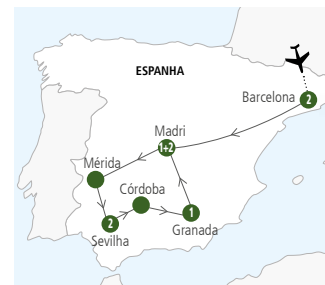 ESPANHA
Barcelona
2
Madri
1+2
Mérida
Córdoba
2
Sevilha
1
Granada